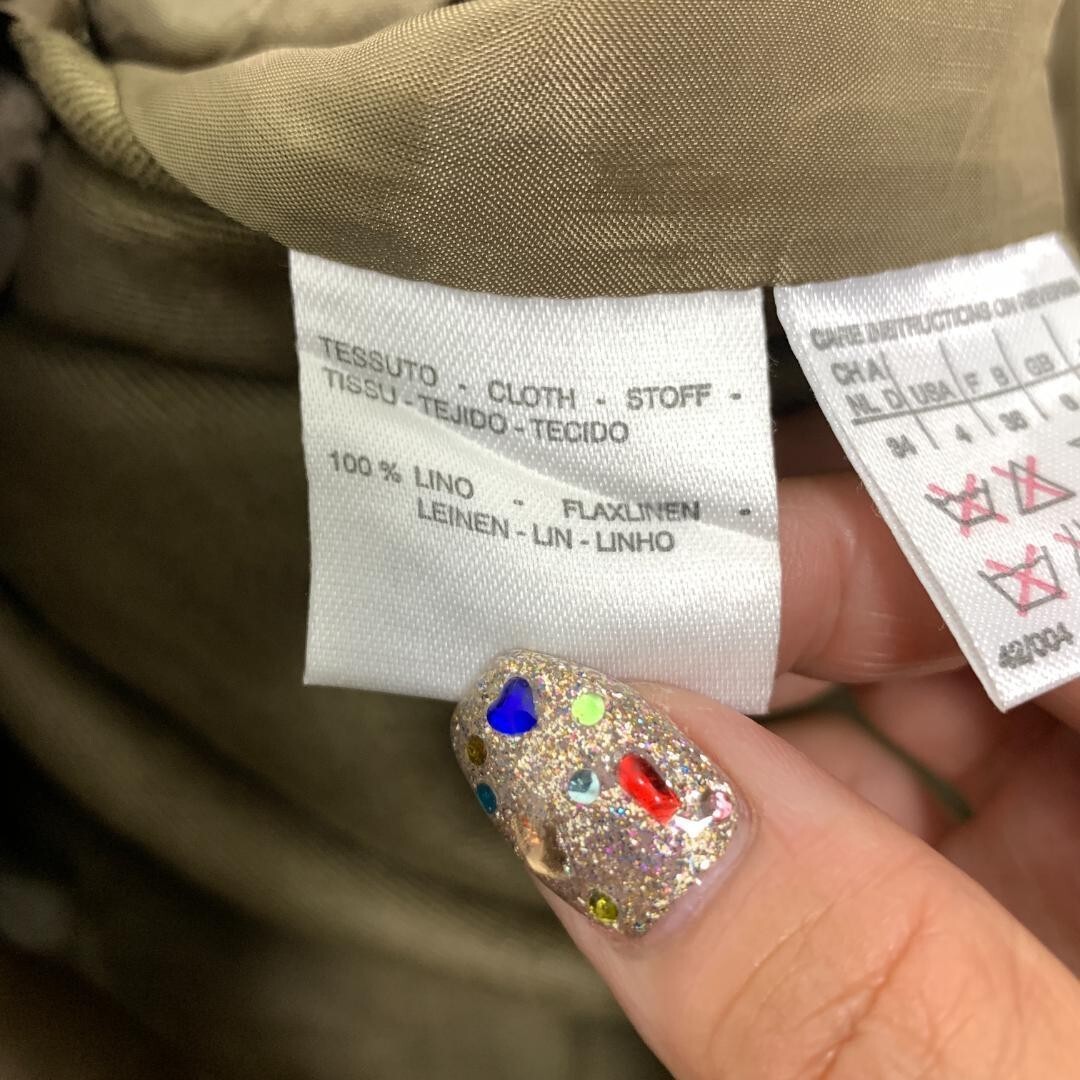 TESSUTO - CLOTH - STOFF -
TISSU - TEJIDO - TECIDO
100 % LINO - FLAXLINEN -
LEINEN - LIN - LINHO
CARE INSTRUCTIONS ON REVERSE
CH A
NL D USA F B GB
34 4 36 6
42/004